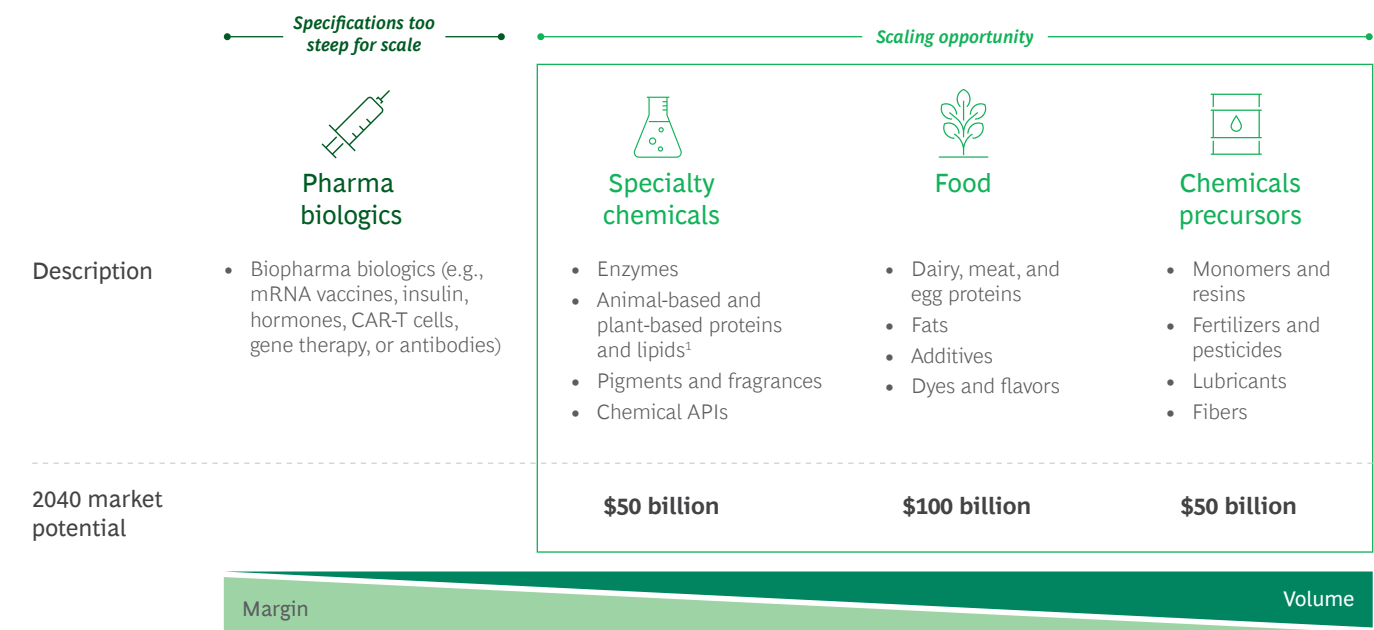 Specifications too
steep for scale
Scaling opportunity
Pharma
biologics
Specialty
chemicals
Food
Chemicals
precursors
Description
• Biopharma biologics (e.g.,
mRNA vaccines, insulin,
hormones, CAR-T cells,
gene therapy, or antibodies)
• Enzymes
• Animal-based and
plant-based proteins
and lipids¹
• Pigments and fragrances
• Chemical APIs
• Dairy, meat, and
egg proteins
• Fats
• Additives
• Dyes and flavors
• Monomers and
resins
• Fertilizers and
pesticides
• Lubricants
• Fibers
2040 market
potential
$50 billion
$100 billion
$50 billion
Margin
Volume